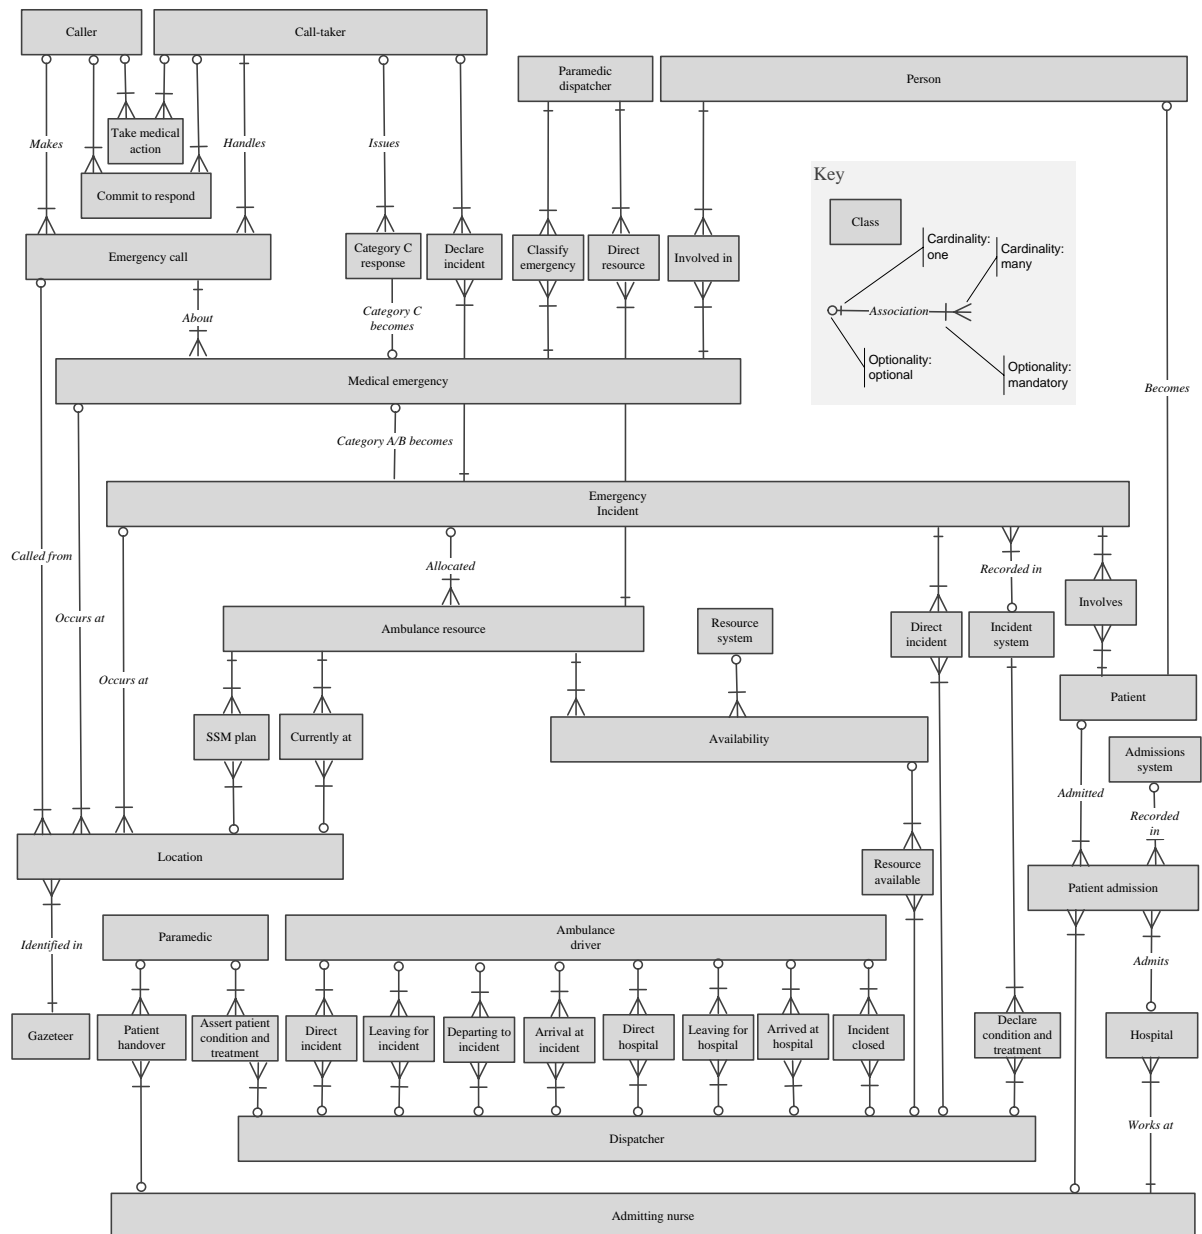 Caller
Call-taker
Paramedic
dispatcher
Person
Take medical
action
Makes
Handles
Issues
Commit to respond
Key
Class
Cardinality:
one
Cardinality:
many
Association
Optionality:
optional
Optionality:
mandatory
Emergency call
Category C
response
Declare
incident
Classify
emergency
Direct
resource
Involved in
About
Category C
becomes
Medical emergency
Becomes
Category A/B becomes
Emergency
Incident
Called from
Allocated
Recorded in
Occurs at
Ambulance resource
Resource
system
Direct
incident
Incident
system
Involves
Occurs at
Patient
SSM plan
Currently at
Availability
Admissions
system
Admitted
Recorded
in
Location
Resource
available
Patient admission
Identified in
Paramedic
Ambulance
driver
Admits
Gazeteer
Patient
handover
Assert patient
condition and
treatment
Direct
incident
Leaving for
incident
Departing to
incident
Arrival at
incident
Direct
hospital
Leaving for
hospital
Arrived at
hospital
Incident
closed
Declare
condition and
treatment
Hospital
Dispatcher
Works at
Admitting nurse